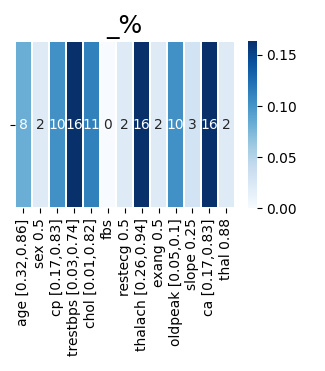 _%
8 2 10 16 11 0 2 16 2 10 3 16 2
0.15
0.10
0.05
0.00
age [0.32,0.86]
sex 0.5
cp [0.17,0.83]
trestbps [0.03,0.74]
chol [0.01,0.82]
fbs
restecg 0.5
thalach [0.26,0.94]
exang 0.5
oldpeak [0.05,0.1]
slope 0.25
ca [0.17,0.83]
thal 0.88